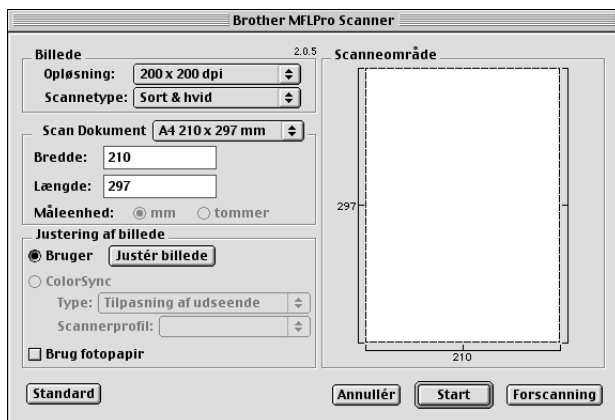 Brother MFLPro Scanner
Billede
2.0.5
Opløsning: 200 x 200 dpi
Scannetype: Sort & hvid
Scan Dokument A4 210 x 297 mm
Bredde: 210
Længde: 297
Måleenhed: mm tommer
Justering af billede
Bruger Justér billede
ColorSync
Type: Tilpasning af udseende
Scannerprofil:
Brug fotopapir
Scanneområde
297
210
Standard
Annullér Start Forscanning